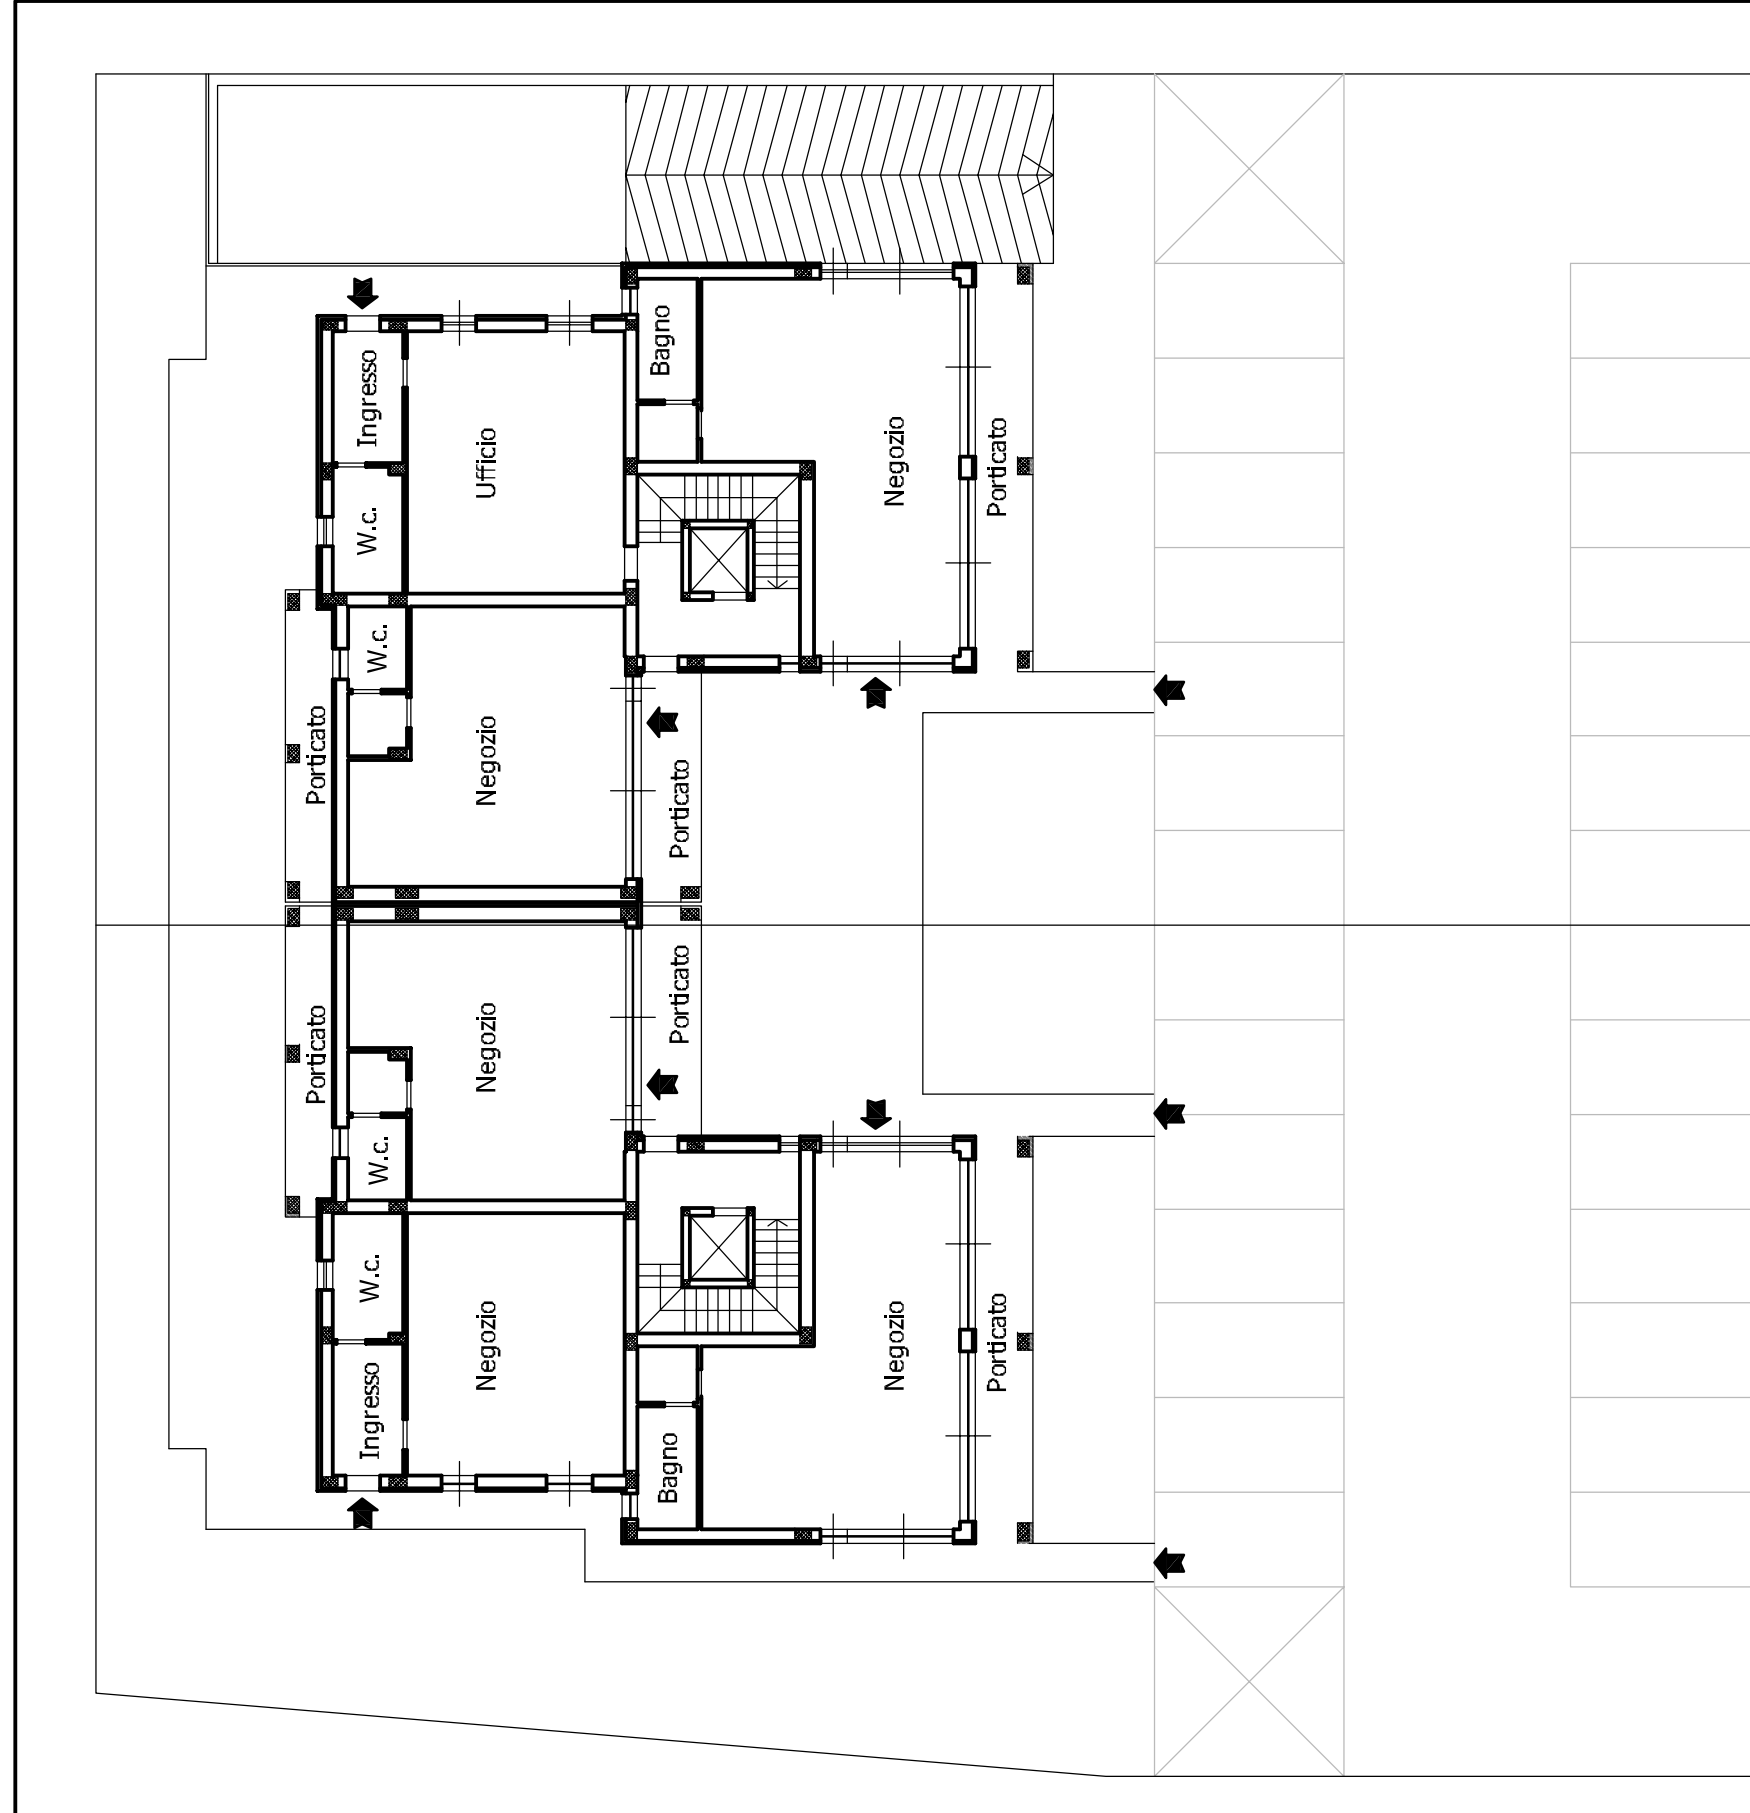 Porticato
Porticato
Ingresso
W.c.
W.c.
W.c.
W.c.
Ingresso
Negozio
Negozio
Negozio
Ufficio
Bagno
Porticato
Porticato
Bagno
Negozio
Negozio
Porticato
Porticato